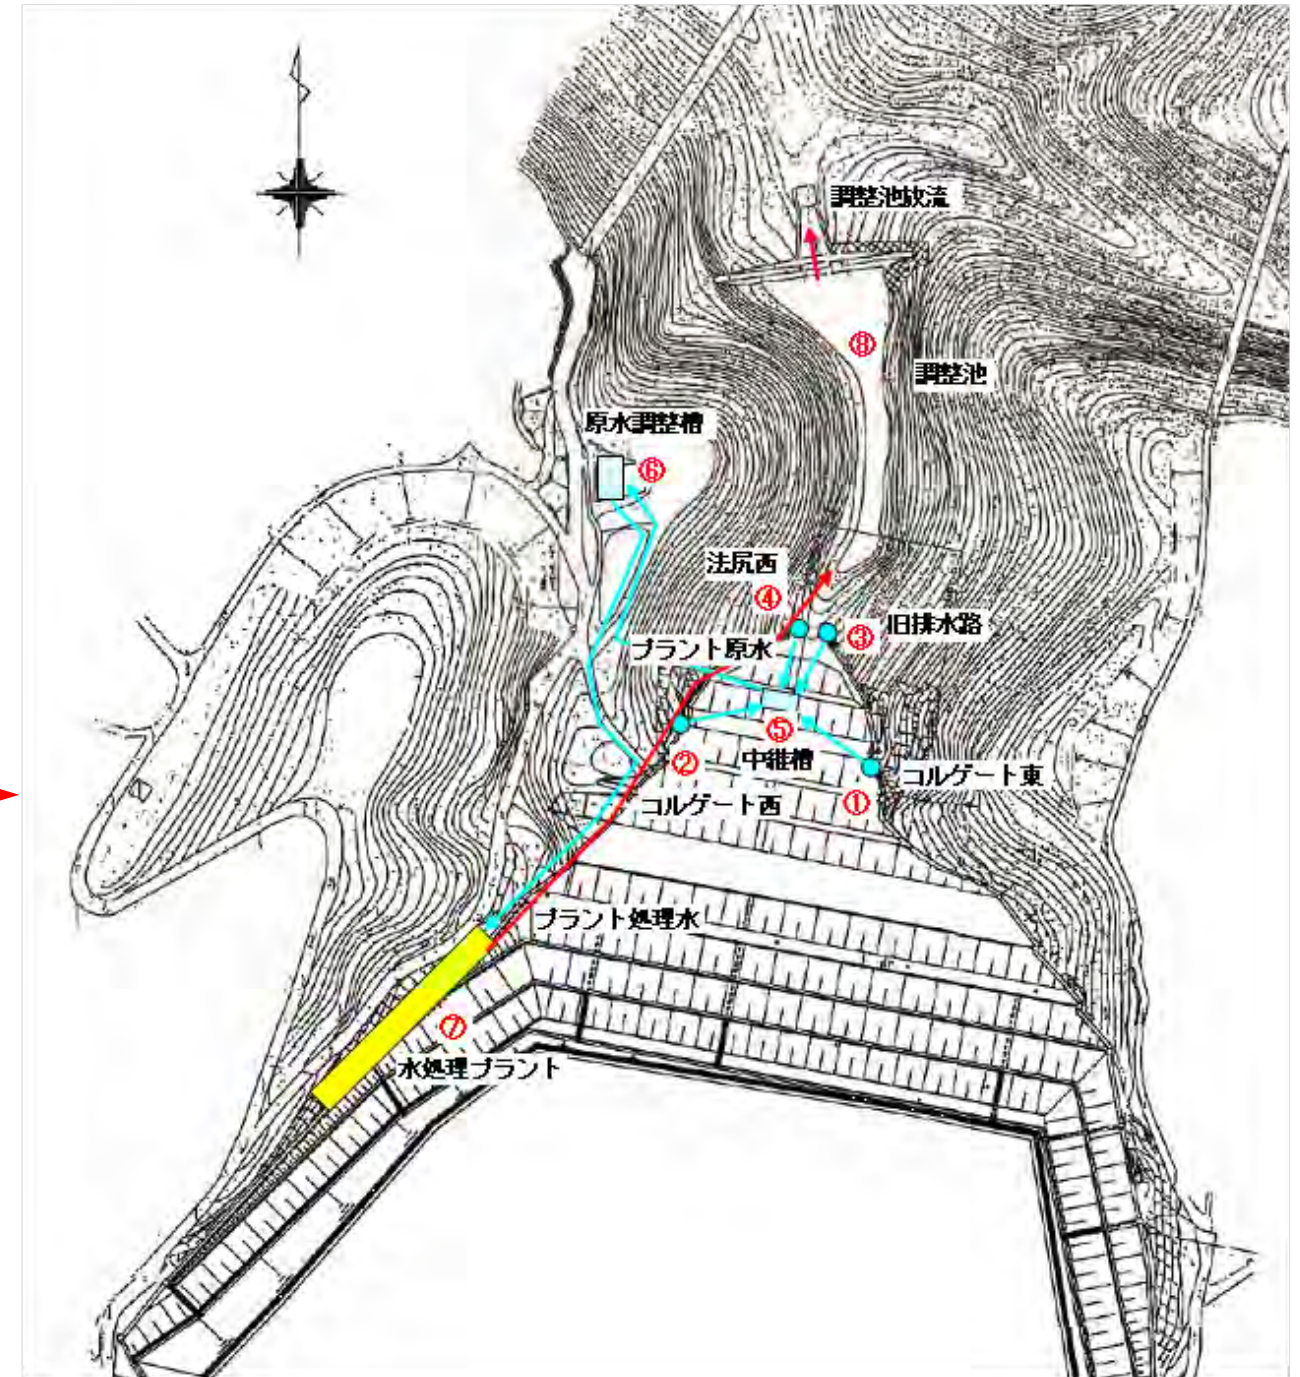 調整池放流
⑧
調整池
原水調整槽
⑥
法尻西
④
③
旧排水路
プラント原水
⑤
②
中継槽
コルゲート東
コルゲート西
①
プラント処理水
⑦
水処理プラント